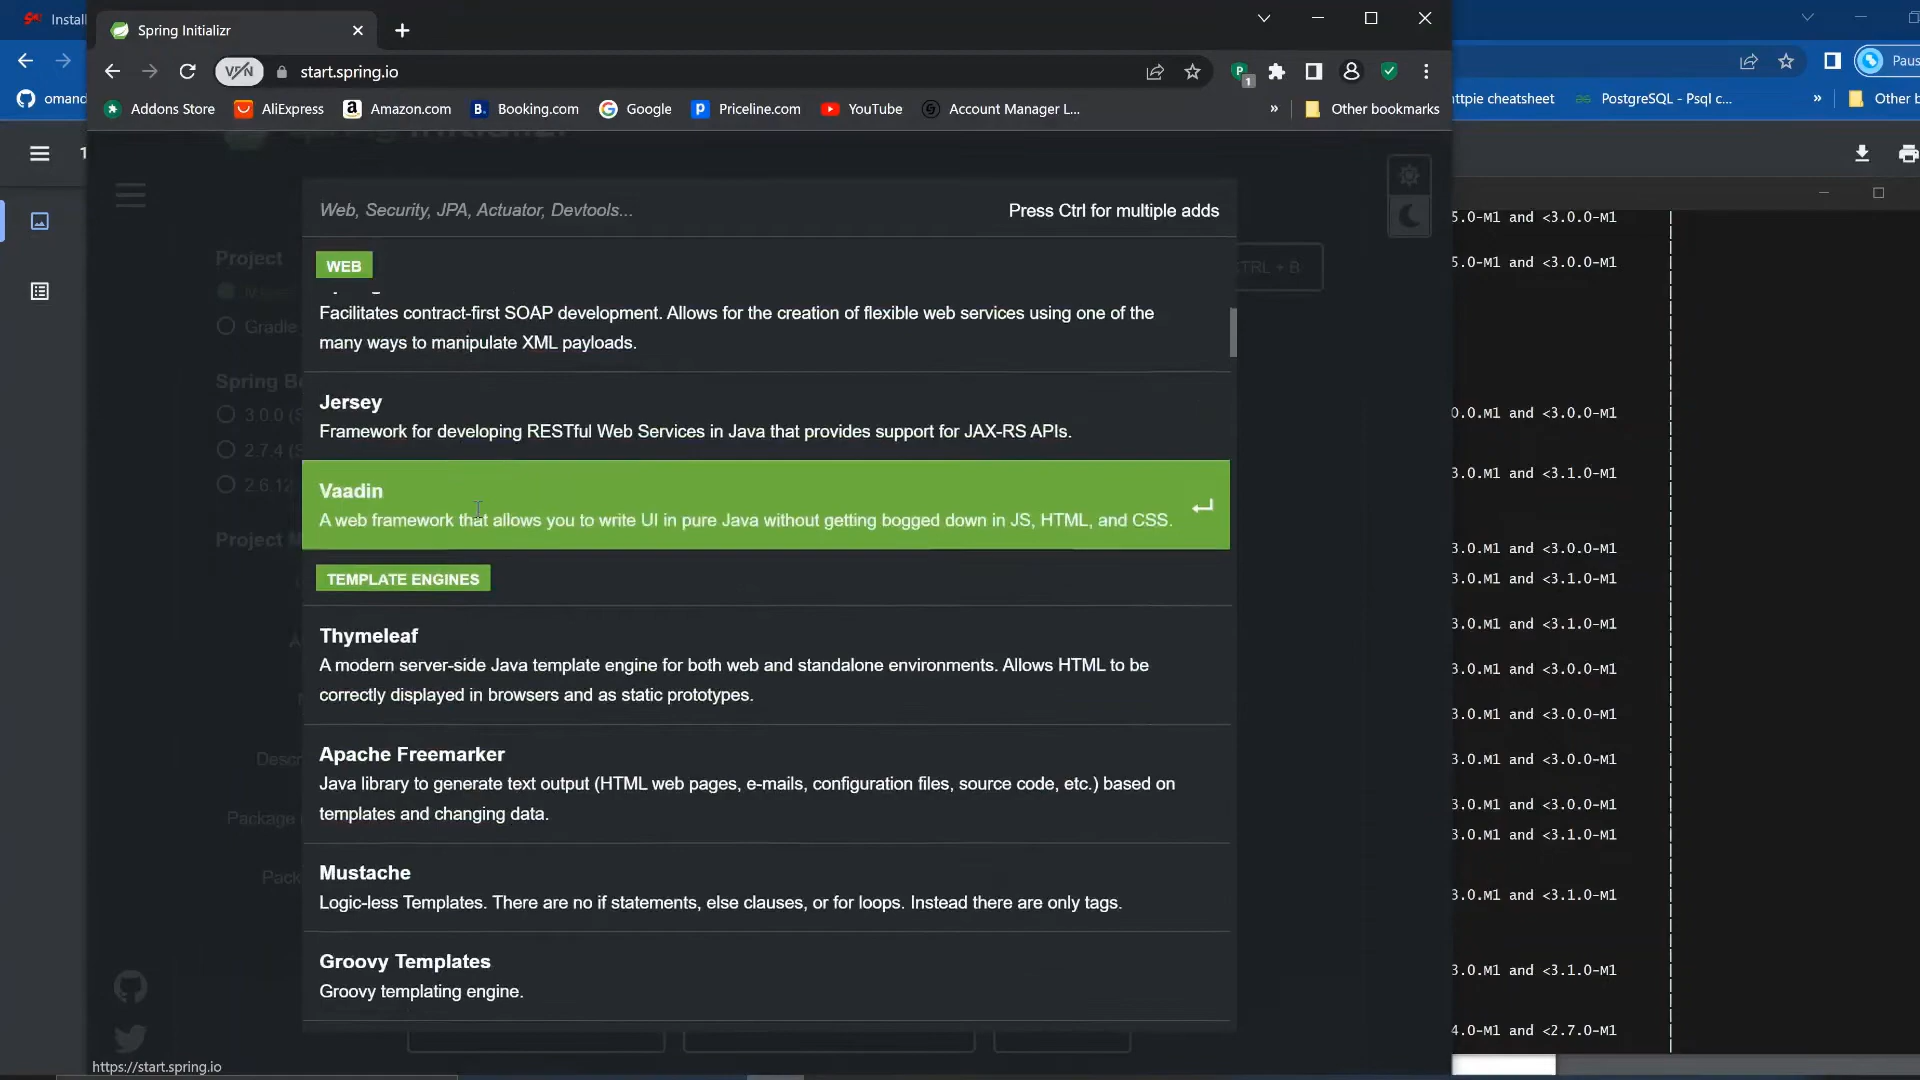 Install
Spring Initializr
VPN
start.spring.io
P
1
Paus
omand
Addons Store
AliExpress
Amazon.com
Booking.com
Google
Priceline.com
YouTube
Account Manager L...
»
Other bookmarks
ttpie cheatsheet
PostgreSQL - Psql c...
»
Other b
Web, Security, JPA, Actuator, Devtools...
Press Ctrl for multiple adds
WEB
Facilitates contract-first SOAP development. Allows for the creation of flexible web services using one of the
many ways to manipulate XML payloads.
Jersey
Framework for developing RESTful Web Services in Java that provides support for JAX-RS APIs.
Vaadin
A web framework that allows you to write UI in pure Java without getting bogged down in JS, HTML, and CSS.
TEMPLATE ENGINES
Thymeleaf
A modern server-side Java template engine for both web and standalone environments. Allows HTML to be
correctly displayed in browsers and as static prototypes.
Apache Freemarker
Java library to generate text output (HTML web pages, e-mails, configuration files, source code, etc.) based on
templates and changing data.
Mustache
Logic-less Templates. There are no if statements, else clauses, or for loops. Instead there are only tags.
Groovy Templates
Groovy templating engine.
Project
Gradle
Spring B
3.0.0 (S
2.7.4 (
2.6.12
Project M
Descr
Package
Pack
TRL + B
https://start.spring.io
5.0-M1 and <3.0.0-M1
5.0-M1 and <3.0.0-M1
0.0.M1 and <3.0.0-M1
3.0.M1 and <3.1.0-M1
3.0.M1 and <3.0.0-M1
3.0.M1 and <3.1.0-M1
3.0.M1 and <3.1.0-M1
3.0.M1 and <3.1.0-M1
3.0.M1 and <3.0.0-M1
3.0.M1 and <3.0.0-M1
3.0.M1 and <3.0.0-M1
3.0.M1 and <3.1.0-M1
3.0.M1 and <3.1.0-M1
3.0.M1 and <3.1.0-M1
4.0-M1 and <2.7.0-M1